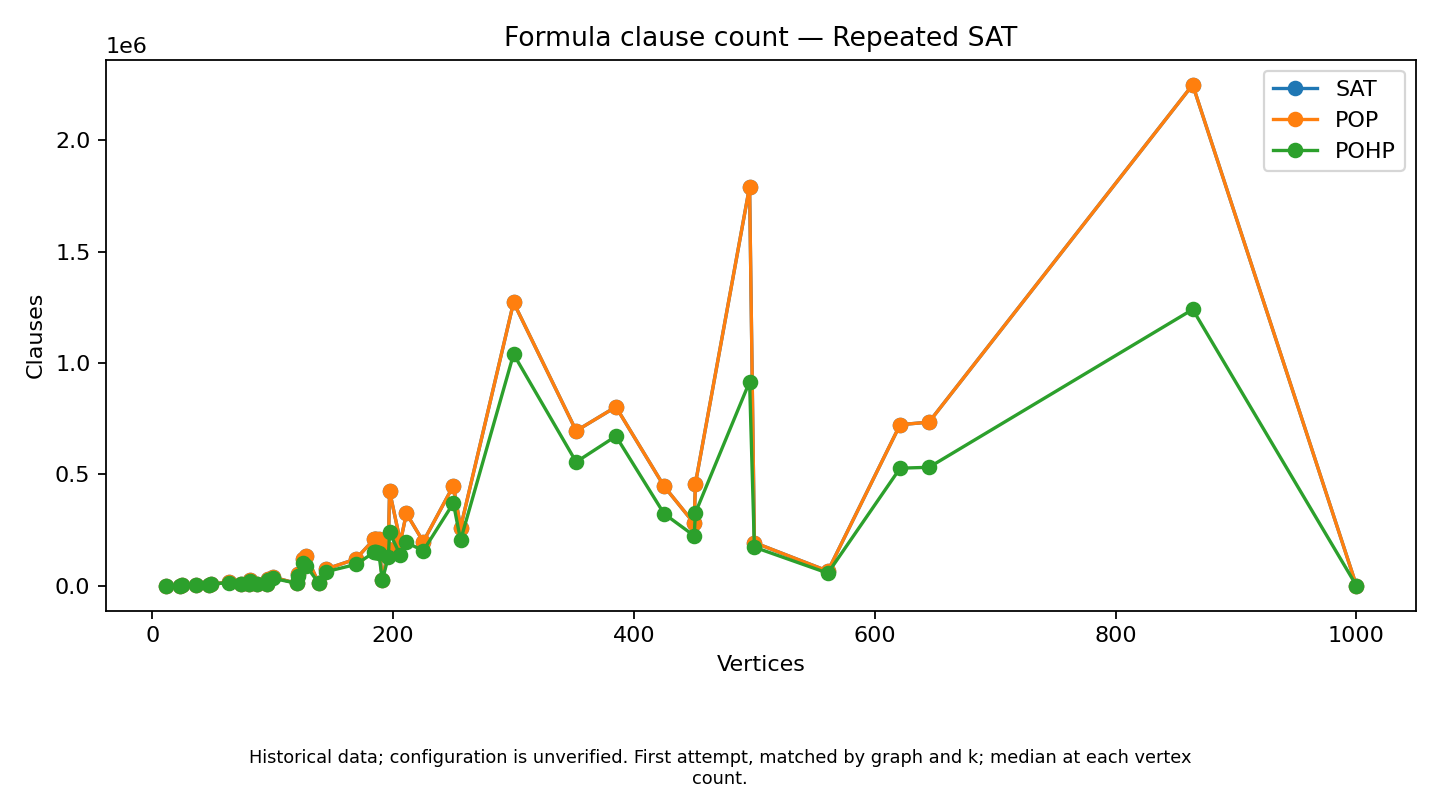 Formula clause count — Repeated SAT
1e6
SAT
POP
POHP
2.0
1.5
1.0
0.5
0.0
Clauses
0 200 400 600 800 1000
Vertices
Historical data; configuration is unverified. First attempt, matched by graph and k; median at each vertex
count.